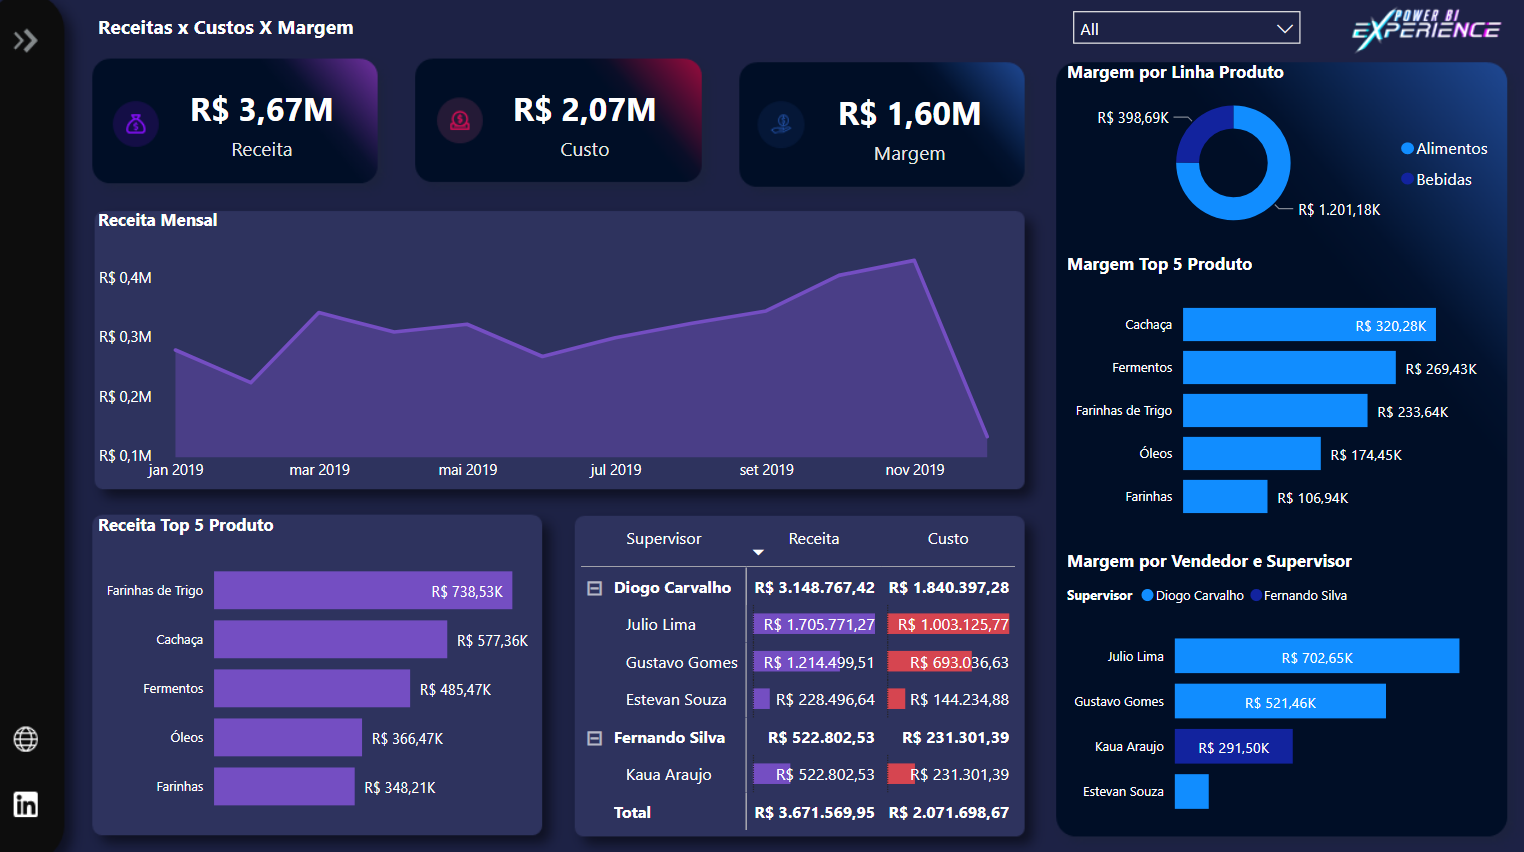 Receitas x Custos X Margem
All
POWER BI
EXPERIENCE
R$ 3,67M
Receita
R$ 2,07M
Custo
R$ 1,60M
Margem
Receita Mensal
R$ 0,4M
R$ 0,3M
R$ 0,2M
R$ 0,1M
jan 2019 mar 2019 mai 2019 jul 2019 set 2019 nov 2019
Receita Top 5 Produto
Farinhas de Trigo R$ 738,53K
Cachaça R$ 577,36K
Fermentos R$ 485,47K
Óleos R$ 366,47K
Farinhas R$ 348,21K
Supervisor Receita Custo
Diogo Carvalho R$ 3.148.767,42 R$ 1.840.397,28
Julio Lima R$ 1.705.771,27 R$ 1.003.125,77
Gustavo Gomes R$ 1.214.499,51 R$ 693.036,63
Estevan Souza R$ 228.496,64 R$ 144.234,88
Fernando Silva R$ 522.802,53 R$ 231.301,39
Kaua Araujo R$ 522.802,53 R$ 231.301,39
Total R$ 3.671.569,95 R$ 2.071.698,67
Margem por Linha Produto
R$ 398,69K
R$ 1.201,18K
Alimentos
Bebidas
Margem Top 5 Produto
Cachaça R$ 320,28K
Fermentos R$ 269,43K
Farinhas de Trigo R$ 233,64K
Óleos R$ 174,45K
Farinhas R$ 106,94K
Margem por Vendedor e Supervisor
Supervisor Diogo Carvalho Fernando Silva
Julio Lima R$ 702,65K
Gustavo Gomes R$ 521,46K
Kaua Araujo R$ 291,50K
Estevan Souza
in